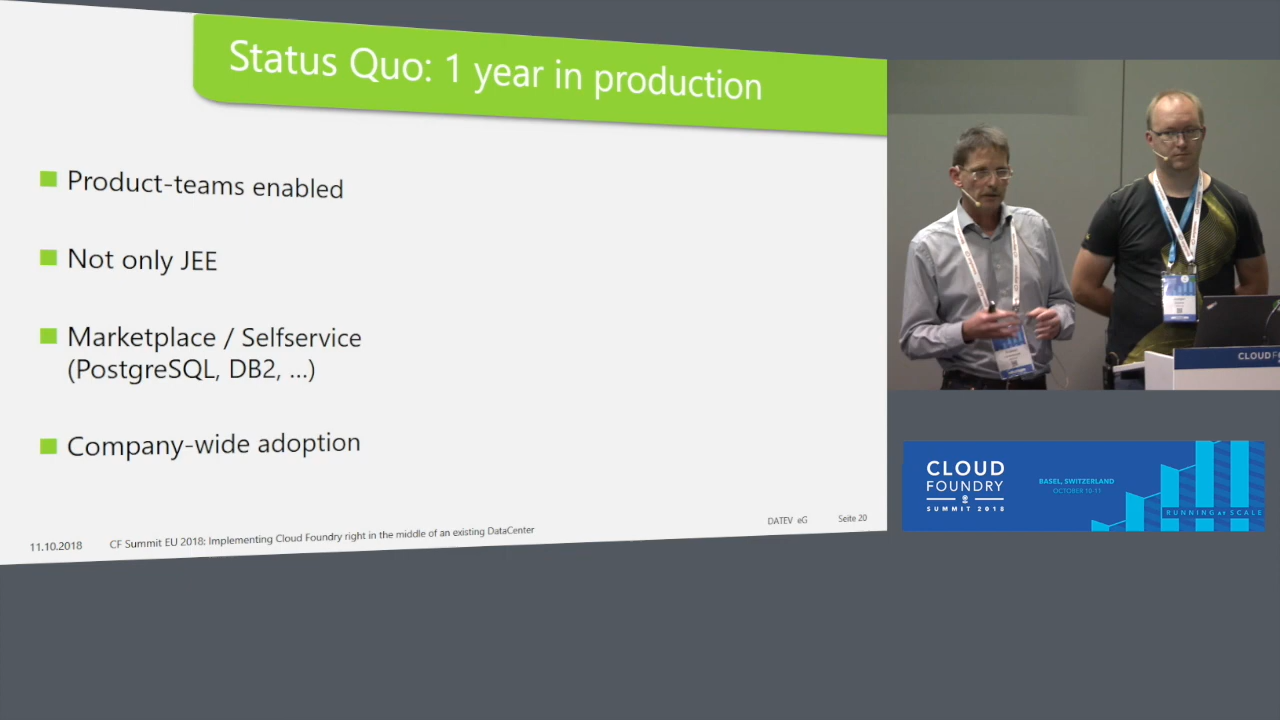 Status Quo: 1 year in production
Product-teams enabled
Not only JEE
Marketplace / Selfservice
(PostgreSQL, DB2, ...)
Company-wide adoption
11.10.2018
CF Summit EU 2018: Implementing Cloud Foundry right in the middle of an existing DataCenter
DATEV eG
Seite 20
CLOUD
CLOUD
FOUNDRY
SUMMIT 2018
BASEL, SWITZERLAND
OCTOBER 10-11
RUNNING AT SCALE